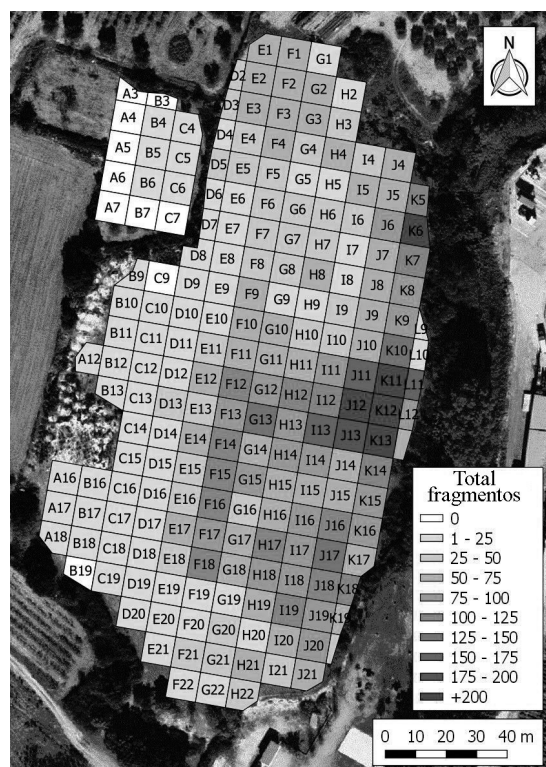 N
E1 F1 G1
D2 E2 F2 G2 H2
A3 B3 D3 E3 F3 G3 H3
A4 B4 C4 D4 E4 F4 G4 H4 I4 J4
A5 B5 C5 D5 E5 F5 G5 H5 I5 J5 K5
A6 B6 C6 D6 E6 F6 G6 H6 I6 J6 K6
A7 B7 C7 D7 E7 F7 G7 H7 I7 J7 K7
D8 E8 F8 G8 H8 I8 J8 K8
B9 C9 D9 E9 F9 G9 H9 I9 J9 K9 L9
B10 C10 D10 E10 F10 G10 H10 I10 J10 K10 L10
B11 C11 D11 E11 F11 G11 H11 I11 J11 K11 L11
A12 B12 C12 D12 E12 F12 G12 H12 I12 J12 K12 L12
B13 C13 D13 E13 F13 G13 H13 I13 J13 K13
C14 D14 E14 F14 G14 H14 I14 J14 K14
C15 D15 E15 F15 G15 H15 I15 J15 K15
A16 B16 C16 D16 E16 F16 G16 H16 I16 J16 K16
A17 B17 C17 D17 E17 F17 G17 H17 I17 J17 K17
A18 B18 C18 D18 E18 F18 G18 H18 I18 J18 K18
B19 C19 D19 E19 F19 G19 H19 I19 J19 K19
D20 E20 F20 G20 H20 I20 J20
E21 F21 G21 H21 I21 J21
F22 G22 H22
Total
fragmentos
0
1 - 25
25 - 50
50 - 75
75 - 100
100 - 125
125 - 150
150 - 175
175 - 200
+200
0 10 20 30 40 m